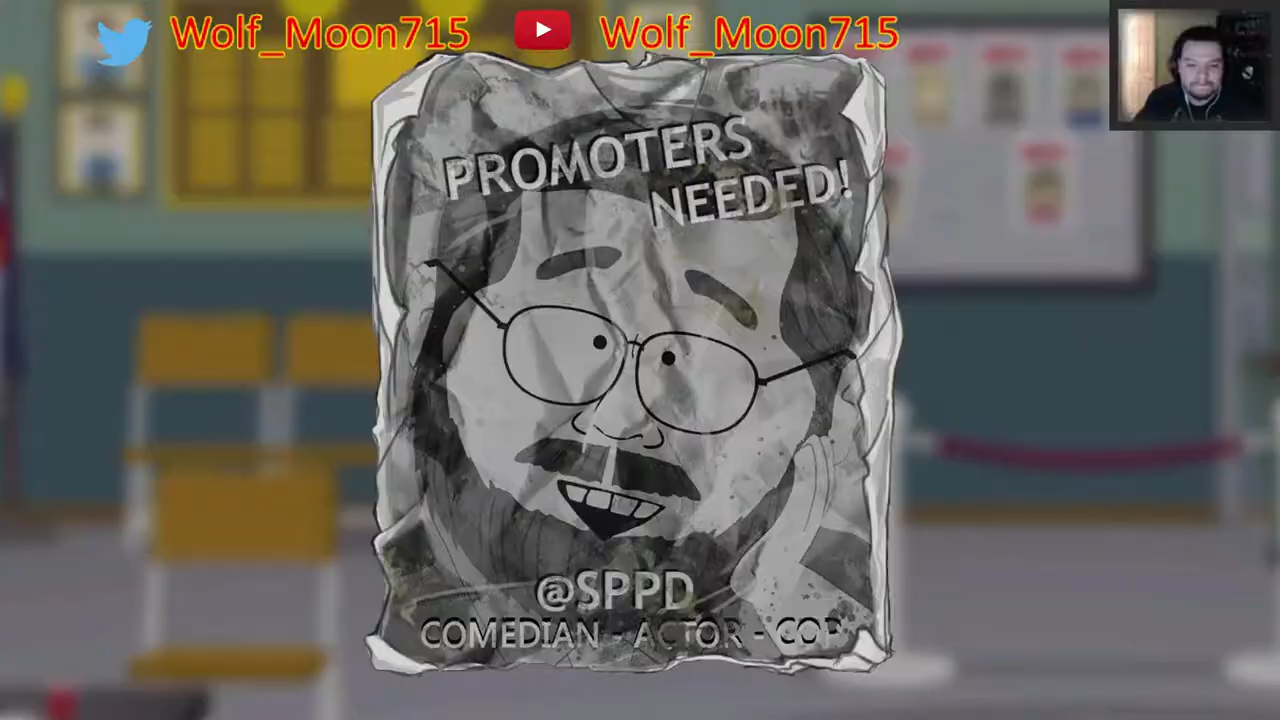 Wolf_Moon715 Wolf_Moon715
PROMOTERS
NEEDED!
@SPPD
COMEDIAN - ACTOR - COP